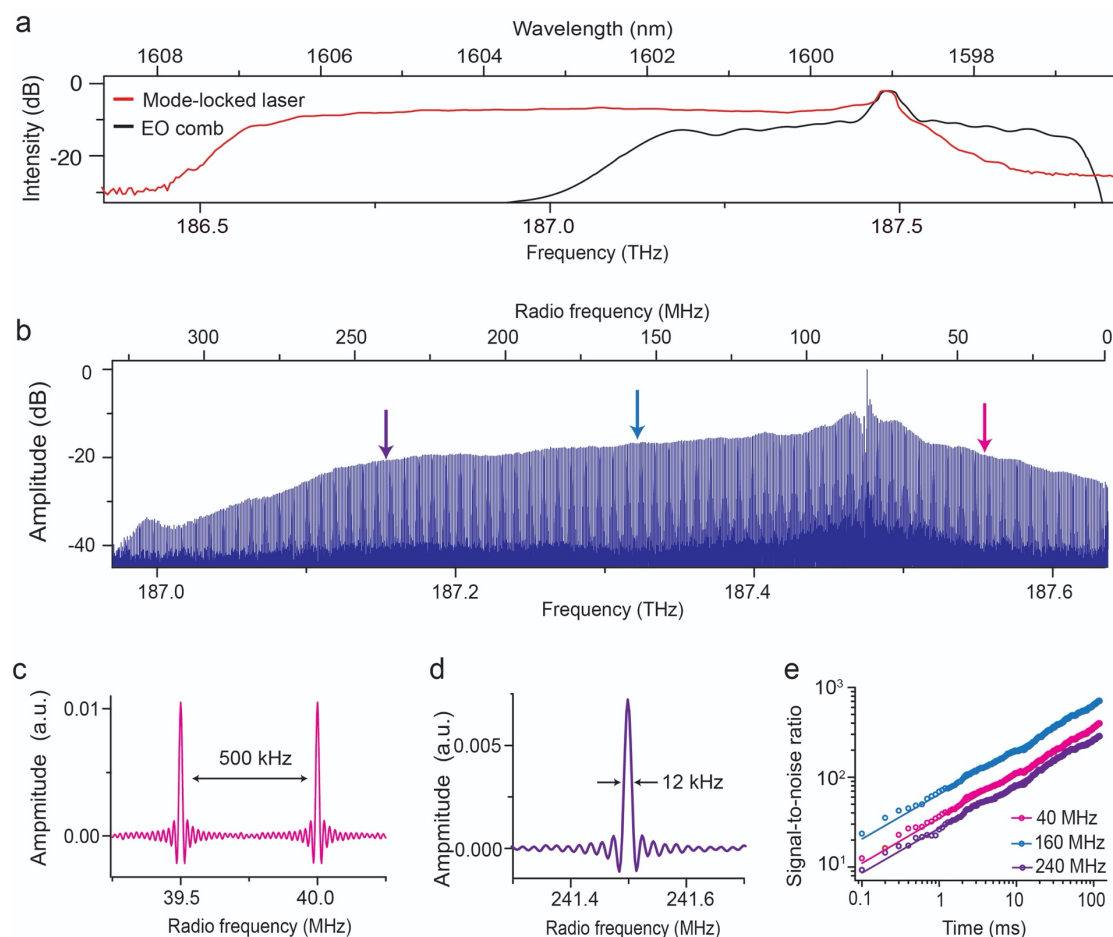 a
Wavelength (nm)
1608 1606 1604 1602 1600 1598
0
-20
Intensity (dB)
Mode-locked laser
EO comb
186.5 187.0 187.5
Frequency (THz)
b
Radio frequency (MHz)
300 250 200 150 100 50 0
0
-20
-40
Amplitude (dB)
187.0 187.2 187.4 187.6
Frequency (THz)
c
0.01
0.00
Ampmitude (a.u.)
500 kHz
39.5 40.0
Radio frequency (MHz)
d
0.005
0.000
Ampmitude (a.u.)
12 kHz
241.4 241.6
Radio frequency (MHz)
e
10³
10²
10¹
Signal-to-noise ratio
40 MHz
160 MHz
240 MHz
0.1 1 10 100
Time (ms)